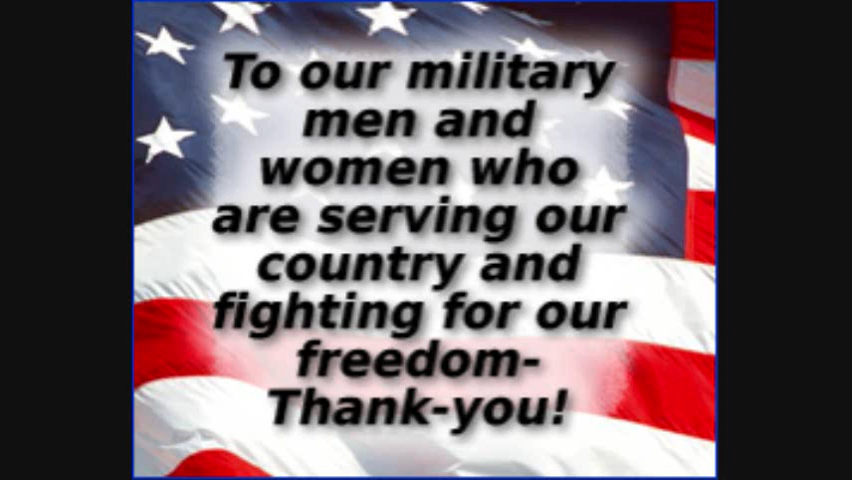 To our military
men and
women who
are serving our
country and
fighting for our
freedom-
Thank-you!